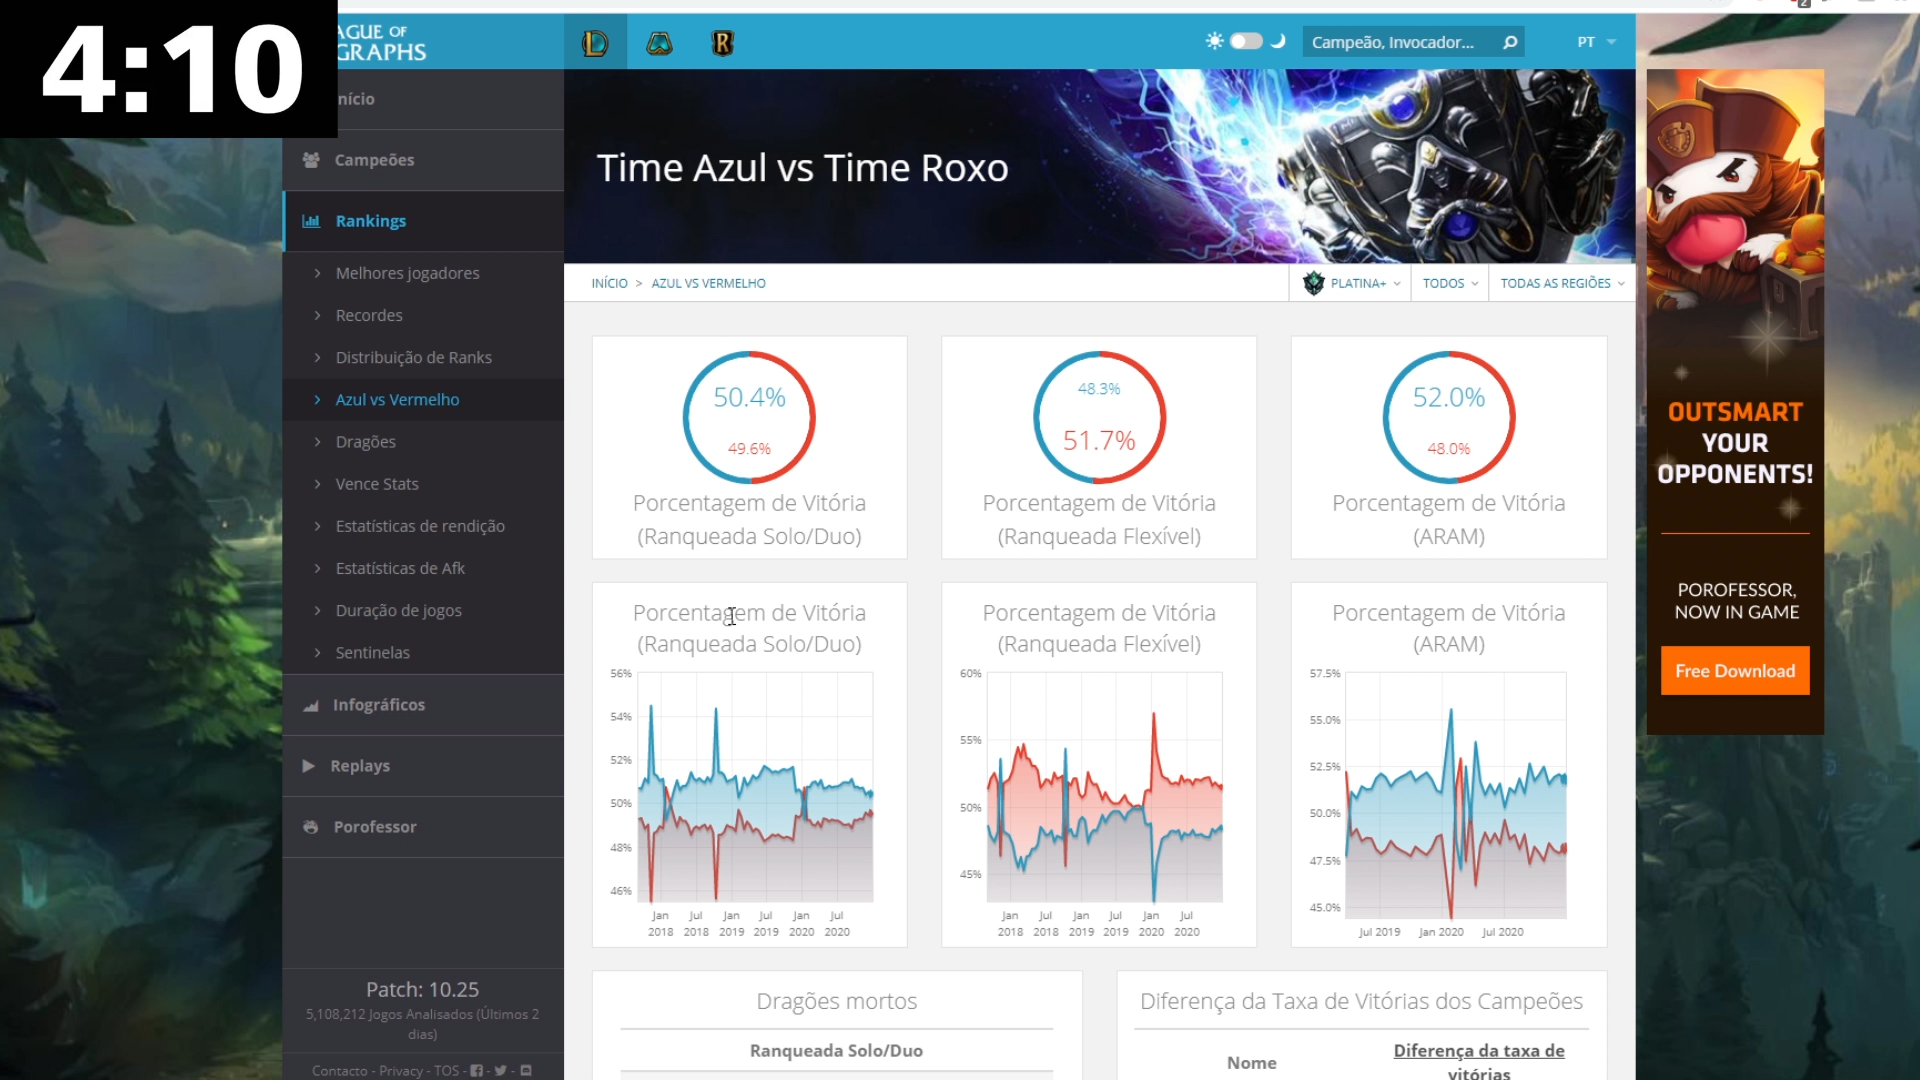 4:10
AGUE OF
GRAPHS
Campeão, Invocador...
PT
nício
Campeões
Rankings
Melhores jogadores
Recordes
Distribuição de Ranks
Azul vs Vermelho
Dragões
Vence Stats
Estatísticas de rendição
Estatísticas de Afk
Duração de jogos
Sentinelas
Infográficos
Replays
Porofessor
Patch: 10.25
5,108,212 Jogos Analisados (Últimos 2
dias)
Contacto - Privacy - TOS - - -
Time Azul vs Time Roxo
INÍCIO > AZUL VS VERMELHO
PLATINA+
TODOS
TODAS AS REGIÕES
50.4%
49.6%
Porcentagem de Vitória
(Ranqueada Solo/Duo)
48.3%
51.7%
Porcentagem de Vitória
(Ranqueada Flexível)
52.0%
48.0%
Porcentagem de Vitória
(ARAM)
Porcentagem de Vitória
(Ranqueada Solo/Duo)
56%
54%
52%
50%
48%
46%
Jan Jul Jan Jul Jan Jul
2018 2018 2019 2019 2020 2020
Porcentagem de Vitória
(Ranqueada Flexível)
60%
55%
50%
45%
Jan Jul Jan Jul Jan Jul
2018 2018 2019 2019 2020 2020
Porcentagem de Vitória
(ARAM)
57.5%
55.0%
52.5%
50.0%
47.5%
45.0%
Jul 2019 Jan 2020 Jul 2020
Dragões mortos
Ranqueada Solo/Duo
Diferença da Taxa de Vitórias dos Campeões
Nome
Diferença da taxa de
vitórias
OUTSMART
YOUR
OPPONENTS!
POROFESSOR,
NOW IN GAME
Free Download
2